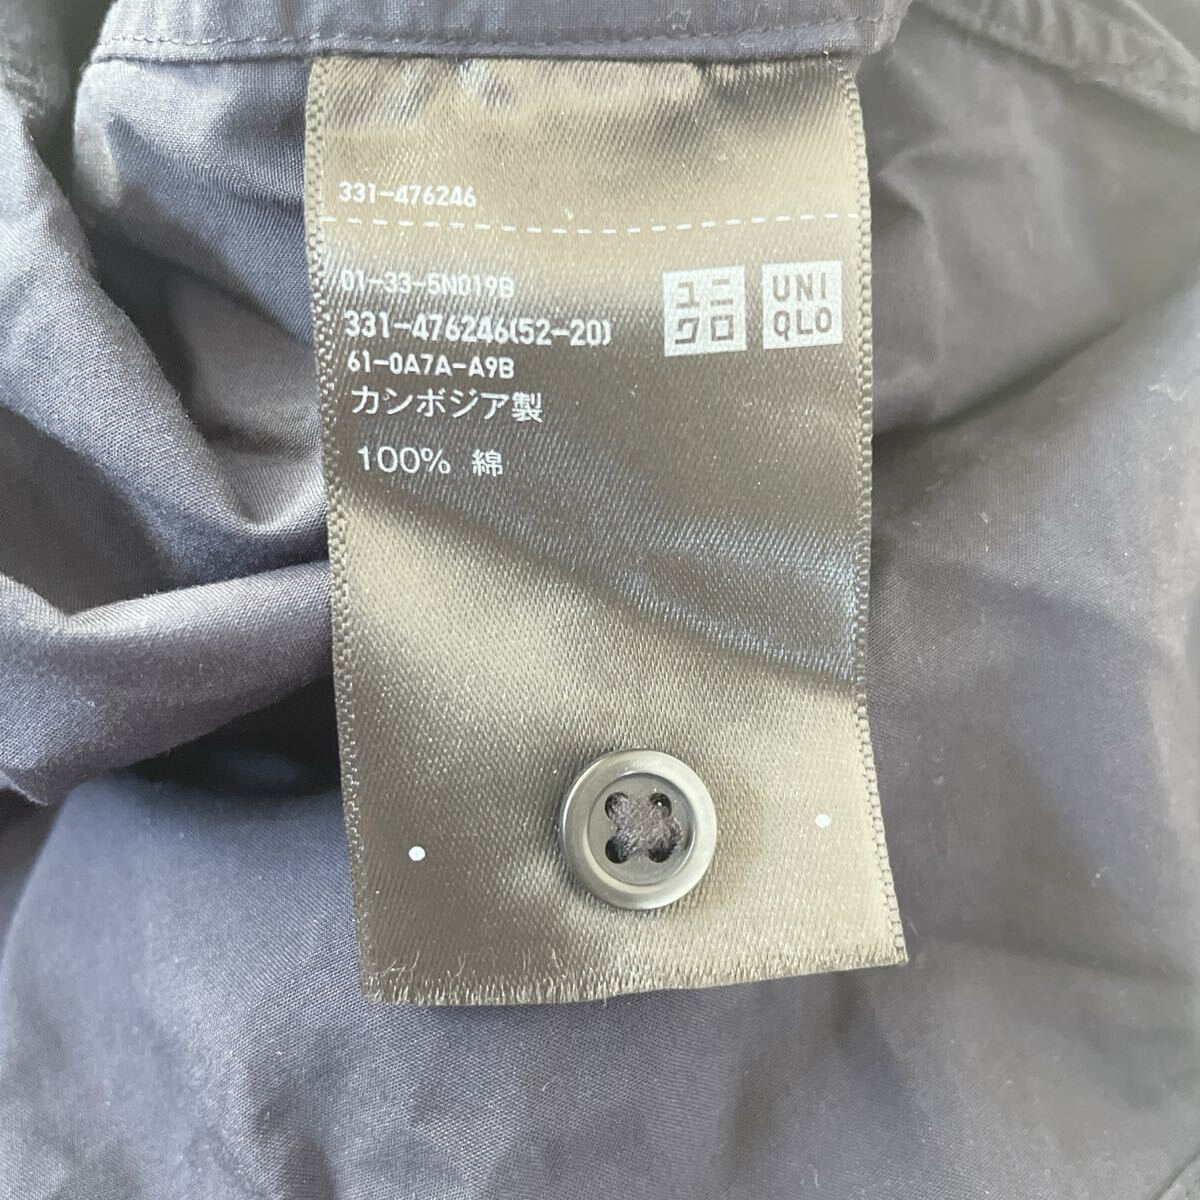 331-476246
01-33-5N019B
331-476246(52-20)
61-0A7A-A9B
カンボジア製
100% 綿
ユニ
クロ
UNI
QLO